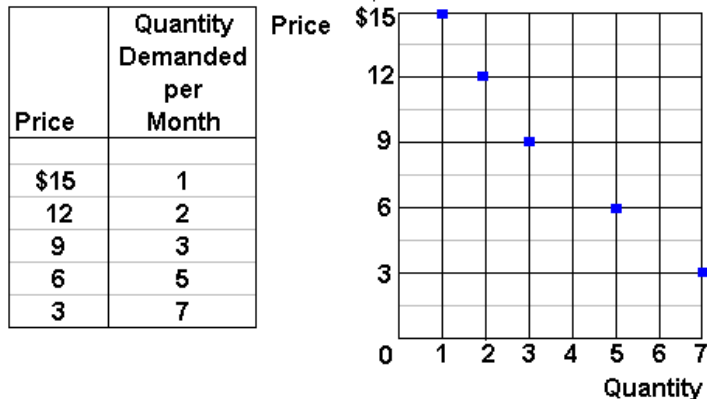 Price
Quantity
Demanded
per
Month
$15 1
12 2
9 3
6 5
3 7
Price
$15
12
9
6
3
0 1 2 3 4 5 6 7
Quantity